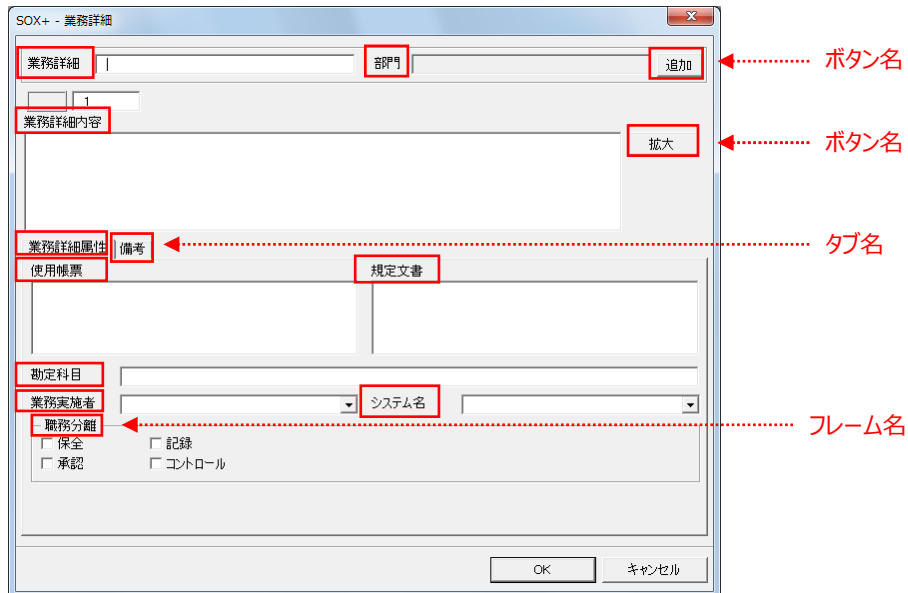 SOX+ - 業務詳細
業務詳細 部門 追加 ボタン名
1
業務詳細内容
拡大 ボタン名
業務詳細属性 備考 タブ名
使用帳票 規定文書
勘定科目
業務実施者 システム名
職務分離 フレーム名
保全 記録
承認 コントロール
OK キャンセル